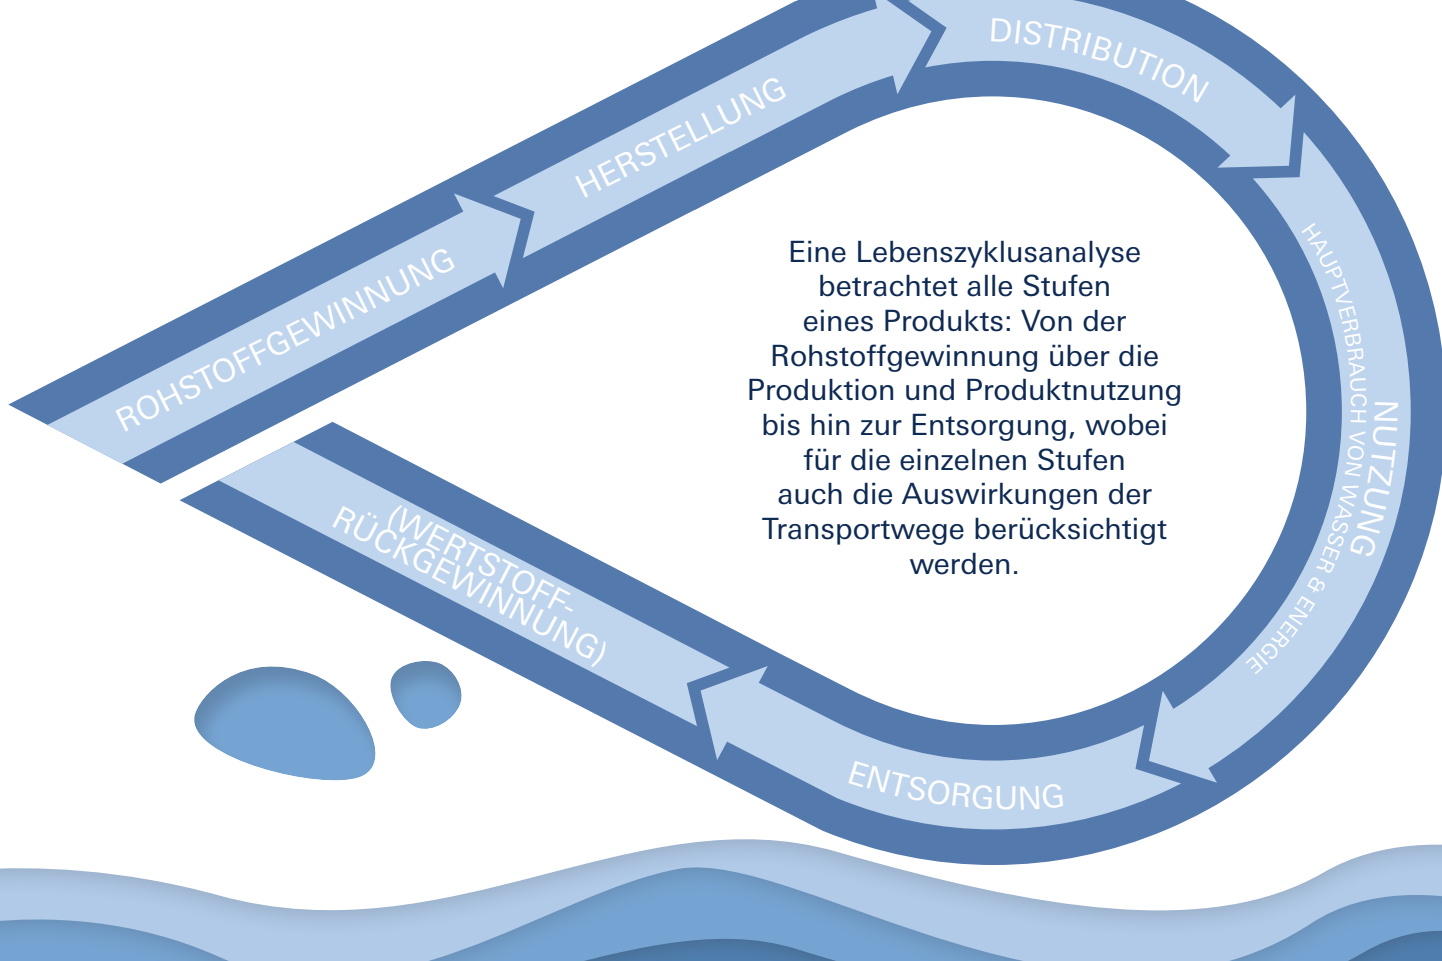 ROHSTOFFGEWINNUNG
HERSTELLUNG
DISTRIBUTION
NUTZUNG
HAUPTVERBRAUCH VON WASSER & ENERGIE
ENTSORGUNG
(WERTSTOFF-
RÜCKGEWINNUNG)
Eine Lebenszyklusanalyse
betrachtet alle Stufen
eines Produkts: Von der
Rohstoffgewinnung über die
Produktion und Produktnutzung
bis hin zur Entsorgung, wobei
für die einzelnen Stufen
auch die Auswirkungen der
Transportwege berücksichtigt
werden.